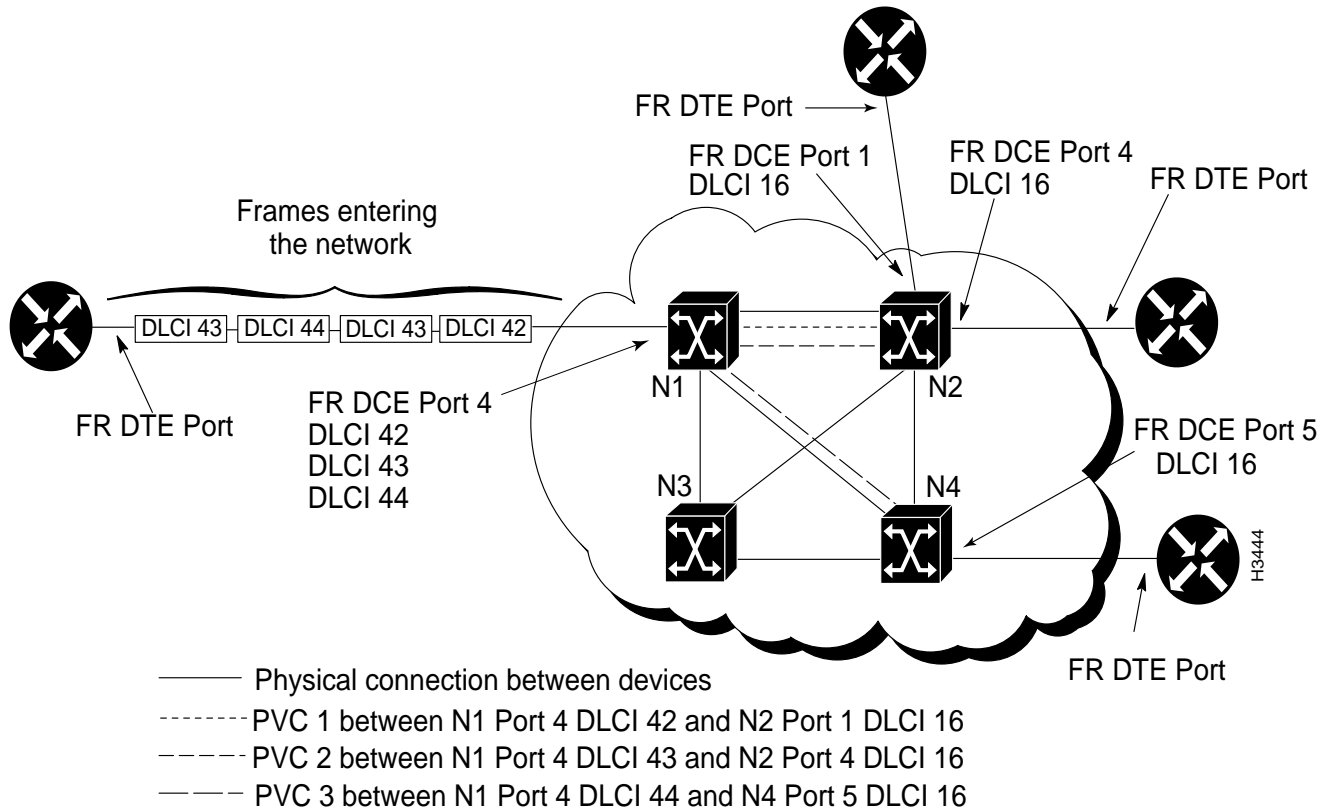 FR DTE Port
FR DCE Port 1
DLCI 16
FR DCE Port 4
DLCI 16
FR DTE Port
Frames entering
the network
DLCI 43
DLCI 44
DLCI 43
DLCI 42
FR DTE Port
FR DCE Port 4
DLCI 42
DLCI 43
DLCI 44
N1
N2
N3
N4
FR DCE Port 5
DLCI 16
H3444
FR DTE Port
Physical connection between devices
PVC 1 between N1 Port 4 DLCI 42 and N2 Port 1 DLCI 16
PVC 2 between N1 Port 4 DLCI 43 and N2 Port 4 DLCI 16
PVC 3 between N1 Port 4 DLCI 44 and N4 Port 5 DLCI 16